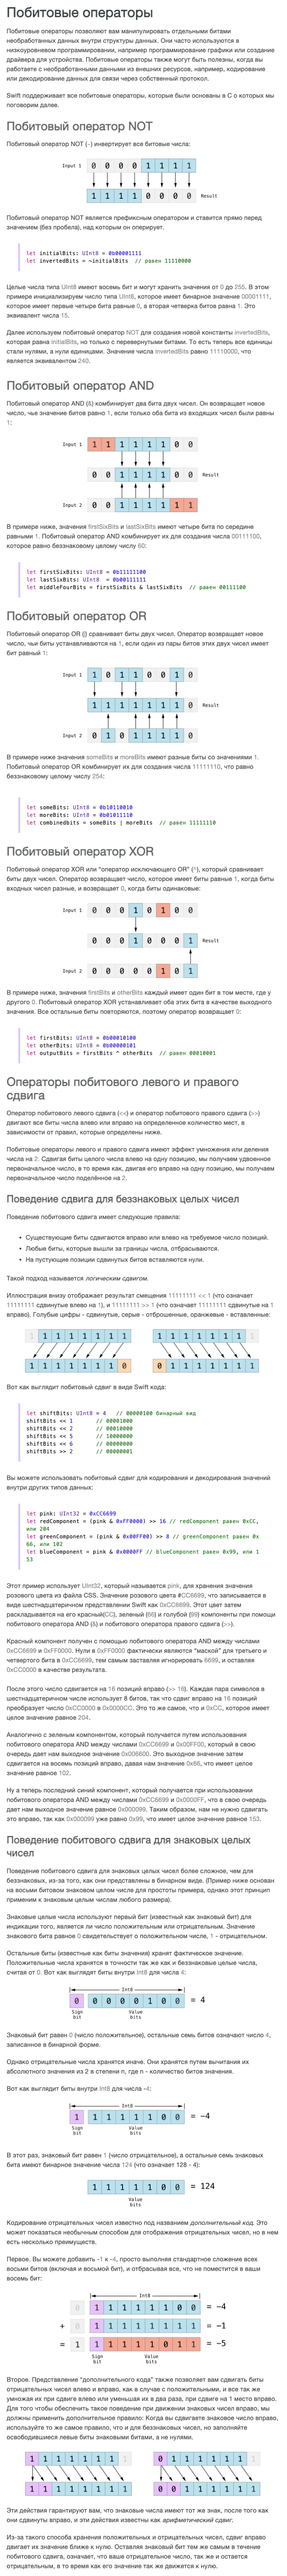 Побитовые операторы
Побитовые операторы позволяют вам манипулировать отдельными битами
необработанных данных внутри структуры данных. Они часто используются в
низкоуровневом программировании, например программирование графики или создание
драйвера для устройства. Побитовые операторы также могут быть полезны, когда вы
работаете с необработанными данными из внешних ресурсов, например, кодирование
или декодирование данных для связи через собственный протокол.
Swift поддерживает все побитовые операторы, которые были основаны в C о которых мы
поговорим далее.
Побитовый оператор NOT
Побитовый оператор NOT (~) инвертирует все битовые числа:
Input 1 0 0 0 0 1 1 1 1
1 1 1 1 0 0 0 0 Result
Побитовый оператор NOT является префиксным оператором и ставится прямо перед
значением (без пробела), над которым он оперирует.
let initialBits: UInt8 = 0b00001111
let invertedBits = ~initialBits // равен 11110000
Целые числа типа UInt8 имеют восемь бит и могут хранить значения от 0 до 255. В этом
примере инициализируем число типа UInt8, которое имеет бинарное значение 00001111,
которое имеет первые четыре бита равные 0, а вторая четверка битов равна 1. Это
эквивалент числа 15.
Далее используем побитовый оператор NOT для создания новой константы invertedBits,
которая равна initialBits, но только с перевернутыми битами. То есть теперь все единицы
стали нулями, а нули единицами. Значение числа invertedBits равно 11110000, что
является эквивалентом 240.
Побитовый оператор AND
Побитовый оператор AND (&) комбинирует два бита двух чисел. Он возвращает новое
число, чье значение битов равно 1, если только оба бита из входящих чисел были равны
1:
Input 1 1 1 1 1 1 1 0 0
0 0 1 1 1 1 0 0 Result
Input 2 0 0 1 1 1 1 1 1
В примере ниже, значения firstSixBits и lastSixBits имеют четыре бита по середине
равными 1. Побитовый оператор AND комбинирует их для создания числа 00111100,
которое равно беззнаковому целому числу 60:
let firstSixBits: UInt8 = 0b11111100
let lastSixBits: UInt8 = 0b00111111
let middleFourBits = firstSixBits & lastSixBits // равен 00111100
Побитовый оператор OR
Побитовый оператор OR (|) сравнивает биты двух чисел. Оператор возвращает новое
число, чьи биты устанавливаются на 1, если один из пары битов этих двух чисел имеет
бит равный 1:
Input 1 1 0 1 1 0 0 1 0
1 1 1 1 1 1 1 0 Result
Input 2 0 1 0 1 1 1 1 0
В примере ниже значения someBits и moreBits имеют разные биты со значениями 1.
Побитовый оператор OR комбинирует их для создания числа 11111110, что равно
беззнаковому целому числу 254:
let someBits: UInt8 = 0b10110010
let moreBits: UInt8 = 0b01011110
let combinedbits = someBits | moreBits // равен 11111110
Побитовый оператор XOR
Побитовый оператор XOR или "оператор исключающего OR" (^), который сравнивает
биты двух чисел. Оператор возвращает число, которое имеет биты равные 1, когда биты
входных чисел разные, и возвращает 0, когда биты одинаковые:
Input 1 0 0 0 1 0 1 0 0
0 0 0 1 0 0 0 1 Result
Input 2 0 0 0 0 0 1 0 1
В примере ниже, значения firstBits и otherBits каждый имеет один бит в том месте, где у
другого 0. Побитовый оператор XOR устанавливает оба этих бита в качестве выходного
значения. Все остальные биты повторяются, поэтому оператор возвращает 0:
let firstBits: UInt8 = 0b00010100
let otherBits: UInt8 = 0b00000101
let outputBits = firstBits ^ otherBits // равен 00010001
Операторы побитового левого и правого
сдвига
Оператор побитового левого сдвига (<<) и оператор побитового правого сдвига (>>)
двигают все биты числа влево или вправо на определенное количество мест, в
зависимости от правил, которые определены ниже.
Побитовые операторы левого и правого сдвига имеют эффект умножения или деления
числа на 2. Сдвигая биты целого числа влево на одну позицию, мы получаем удвоенное
первоначальное число, в то время как, двигая его вправо на одну позицию, мы получаем
первоначальное число поделённое на 2.
Поведение сдвига для беззнаковых целых чисел
Поведение побитового сдвига имеет следующие правила:
• Существующие биты сдвигаются вправо или влево на требуемое число позиций.
• Любые биты, которые вышли за границы числа, отбрасываются.
• На пустующие позиции сдвинутых битов вставляются нули.
Такой подход называется логическим сдвигом.
Иллюстрация внизу отображает результат смещения 11111111 << 1 (что означает
11111111 сдвинутые влево на 1), и 11111111 >> 1 (что означает 11111111 сдвинутые на 1
вправо). Голубые цифры - сдвинутые, серые - отброшенные, оранжевые - вставленные:
1 1 1 1 1 1 1 1 1 1 1 1 1 1 1 1
1 1 1 1 1 1 1 0 0 1 1 1 1 1 1 1
Вот как выглядит побитовый сдвиг в виде Swift кода:
let shiftBits: UInt8 = 4 // 00000100 бинарный вид
shiftBits << 1 // 00001000
shiftBits << 2 // 00010000
shiftBits << 5 // 10000000
shiftBits << 6 // 00000000
shiftBits >> 2 // 00000001
Вы можете использовать побитовый сдвиг для кодирования и декодирования значений
внутри других типов данных:
let pink: UInt32 = 0xCC6699
let redComponent = (pink & 0xFF0000) >> 16 // redComponent равен 0xCC,
или 204
let greenComponent = (pink & 0x00FF00) >> 8 // greenComponent равен 0x
66, или 102
let blueComponent = pink & 0x0000FF // blueComponent равен 0x99, или 1
53
Этот пример использует UInt32, который называется pink, для хранения значения
розового цвета из файла CSS. Значение розового цвета #CC6699, что записывается в
виде шестнадцатеричном представлении Swift как 0xCC6699. Этот цвет затем
раскладывается на его красный(CC), зеленый (66) и голубой (99) компоненты при помощи
побитового оператора AND (&) и побитового оператора правого сдвига (>>).
Красный компонент получен с помощью побитового оператора AND между числами
0xCC6699 и 0xFF0000. Нули в 0xFF0000 фактически являются "маской" для третьего и
четвертого бита в 0xCC6699, тем самым заставляя игнорировать 6699, и оставляя
0xCC0000 в качестве результата.
После этого число сдвигается на 16 позиций вправо (>> 16). Каждая пара символов в
шестнадцатеричном числе использует 8 битов, так что сдвиг вправо на 16 позиций
преобразует число 0xCC0000 в 0x0000CC. Это то же самое, что и 0xCC, которое имеет
целое значение равное 204.
Аналогично с зеленым компонентом, который получается путем использования
побитового оператора AND между числами 0xCC6699 и 0x00FF00, который в свою
очередь дает нам выходное значение 0x006600. Это выходное значение затем
сдвигается на восемь позиций вправо, давая нам значение 0x66, что имеет целое
значение равное 102.
Ну а теперь последний синий компонент, который получается при использовании
побитового оператора AND между числами 0xCC6699 и 0x0000FF, что в свою очередь
дает нам выходное значение равное 0x000099. Таким образом, нам не нужно сдвигать
это вправо, так как 0x000099 уже равно 0x99, что имеет целое значение равное 153.
Поведение побитового сдвига для знаковых целых
чисел
Поведение побитового сдвига для знаковых целых чисел более сложное, чем для
безнаковых, из-за того, как они представлены в бинарном виде. (Пример ниже основан
на восьми битовом знаковом целом числе для простоты примера, однако этот принцип
применим к знаковым целым числам любого размера).
Знаковые целые числа используют первый бит (известный как знаковый бит) для
индикации того, является ли число положительным или отрицательным. Значение
знакового бита равное 0 свидетельствует о положительном числе, 1 - отрицательном.
Остальные биты (известные как биты значения) хранят фактическое значение.
Положительные числа хранятся в точности так же как и беззнаковые целые числа,
считая от 0. Вот как выглядят биты внутри Int8 для числа 4:
Int8
0 0 0 0 0 1 0 0 = 4
Sign Value
bit bits
Знаковый бит равен 0 (число положительное), остальные семь битов означают число 4,
записанное в бинарной форме.
Однако отрицательные числа хранятся иначе. Они хранятся путем вычитания их
абсолютного значения из 2 в степени n, где n - количество битов значения.
Вот как выглядит биты внутри Int8 для числа -4:
Int8
1 1 1 1 1 1 0 0 = -4
Sign Value
bit bits
В этот раз, знаковый бит равен 1 (число отрицательное), а остальные семь знаковых
бита имеют бинарное значение числа 124 (что означает 128 - 4):
1 1 1 1 1 0 0 = 124
Value
bits
Кодирование отрицательных чисел известно под названием дополнительный код. Это
может показаться необычным способом для отображения отрицательных чисел, но в нем
есть несколько преимуществ.
Первое. Вы можете добавить -1 к -4, просто выполняя стандартное сложение всех
восьми битов (включая и восьмой бит), и отбрасывая все, что не поместится в ваши
восемь бит:
Int8
0 1 1 1 1 1 1 0 0 = -4
+ 0 1 1 1 1 1 1 1 1 = -1
= 1 1 1 1 1 1 0 1 1 = -5
Sign Value
bit bits
Второе. Представление "дополнительного кода" также позволяет вам сдвигать биты
отрицательных чисел влево и вправо, как в случае с положительными, и все так же
умножая их при сдвиге влево или уменьшая их в два раза, при сдвиге на 1 место вправо.
Для того чтобы обеспечить такое поведение при движении знаковых чисел вправо, мы
должны применить дополнительное правило: Когда вы сдвигаете знаковое число вправо,
используйте то же самое правило, что и для беззнаковых чисел, но заполняйте
освободившиеся левые биты знаковыми битами, а не нулями.
1 1 1 1 1 1 1 1 0 1 1 1 1 1 1 1
1 1 1 1 1 1 1 1 0 0 1 1 1 1 1 1
Эти действия гарантируют вам, что знаковые числа имеют тот же знак, после того как
они сдвинуты вправо, и эти действия известны как арифметический сдвиг.
Из-за такого способа хранения положительных и отрицательных чисел, сдвиг вправо
двигает их значение ближе к нулю. Оставляя знаковый бит тем же самым в течение
побитового сдвига, означает, что ваше отрицательное число, так же и остается
отрицательным, в то время как его значение так же движется к нулю.